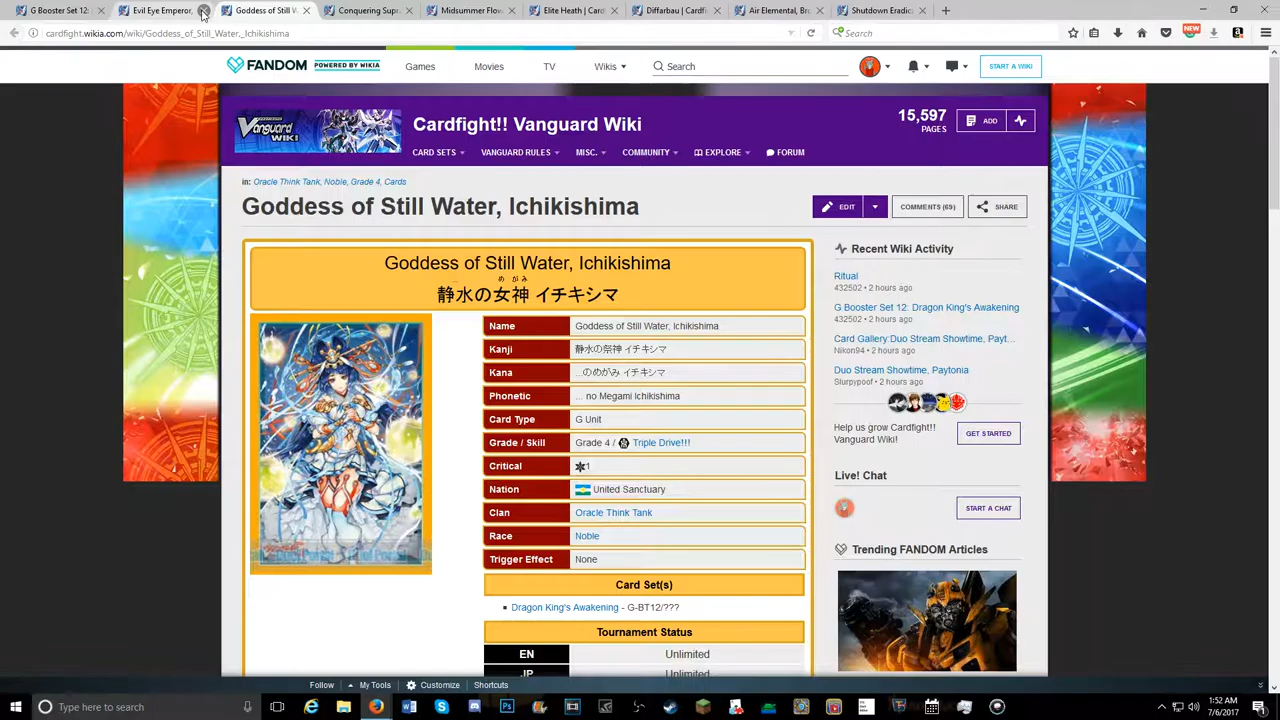 G Booster Set 12:
Evil Eye Emperor,
Goddess of Still W
Conquering Supr
Midsummer Flow
Elite Heath | Card
Diffarbau | Cardf
Air Elemental, Bro
Shutdown Eradic
cardfight.wikia.com/wiki/Goddess_of_Still_Water,_Ichikishima
Search
NEW
FANDOM
POWERED BY WIKIA
Games
Movies
TV
Wikis
Search
START A WIKI
Vanguard
WIKI
Cardfight!! Vanguard Wiki
15,597
PAGES
ADD
CARD SETS
VANGUARD RULES
MISC.
COMMUNITY
EXPLORE
FORUM
in: Oracle Think Tank, Noble, Grade 4, Cards
Goddess of Still Water, Ichikishima
EDIT
COMMENTS (69)
SHARE
Goddess of Still Water, Ichikishima
めがみ
静水の女神 イチキシマ
Name
Goddess of Still Water, Ichikishima
Kanji
静水の祭神 イチキシマ
Kana
...のめがみ イチキシマ
Phonetic
... no Megami Ichikishima
Card Type
G Unit
Grade / Skill
Grade 4 / Triple Drive!!!
Critical
1
Nation
United Sanctuary
Clan
Oracle Think Tank
Race
Noble
Trigger Effect
None
Card Set(s)
Dragon King's Awakening - G-BT12/???
Tournament Status
EN
Unlimited
JP
Unlimited
Recent Wiki Activity
Ritual
432502 • 2 hours ago
G Booster Set 12: Dragon King's Awakening
432502 • 2 hours ago
Card Gallery:Duo Stream Showtime, Payt...
Nikon94 • 2 hours ago
Duo Stream Showtime, Paytonia
Slurpypoof • 2 hours ago
Help us grow Cardfight!!
Vanguard Wiki!
GET STARTED
Live! Chat
START A CHAT
Trending FANDOM Articles
Follow
My Tools
Customize
Shortcuts
Type here to search
1:52 AM
7/6/2017